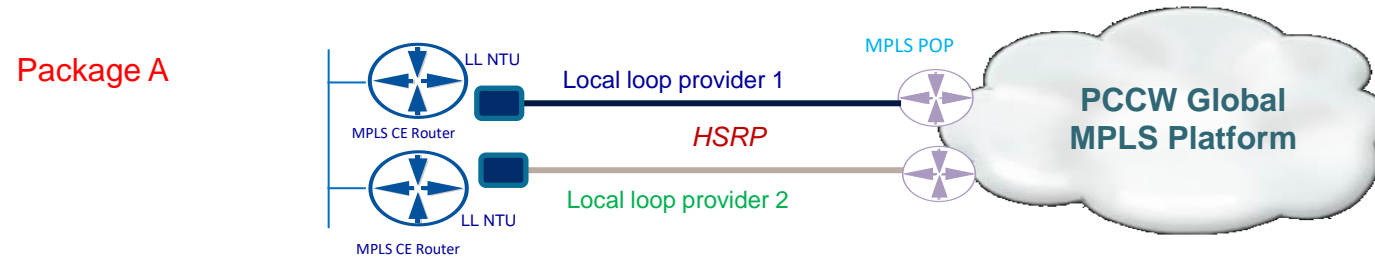 Package A
LL NTU
MPLS CE Router
Local loop provider 1
MPLS POP
HSRP
PCCW Global
MPLS Platform
Local loop provider 2
LL NTU
MPLS CE Router